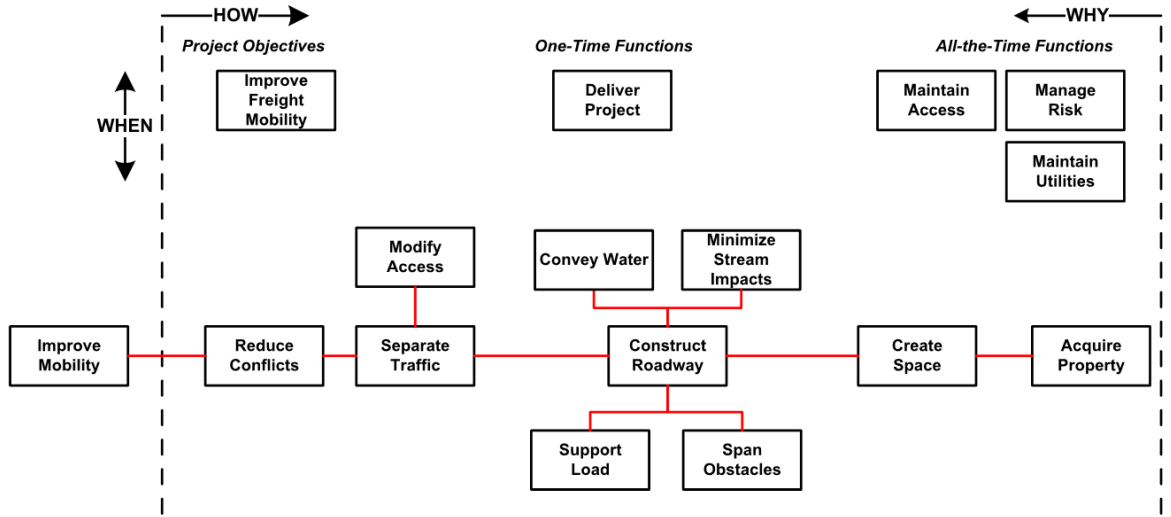 HOW
WHY
Project Objectives
One-Time Functions
All-the-Time Functions
Improve
Freight
Mobility
Deliver
Project
Maintain
Access
Manage
Risk
WHEN
Maintain
Utilities
Modify
Access
Convey Water
Minimize
Stream
Impacts
Improve
Mobility
Reduce
Conflicts
Separate
Traffic
Construct
Roadway
Create
Space
Acquire
Property
Support
Load
Span
Obstacles